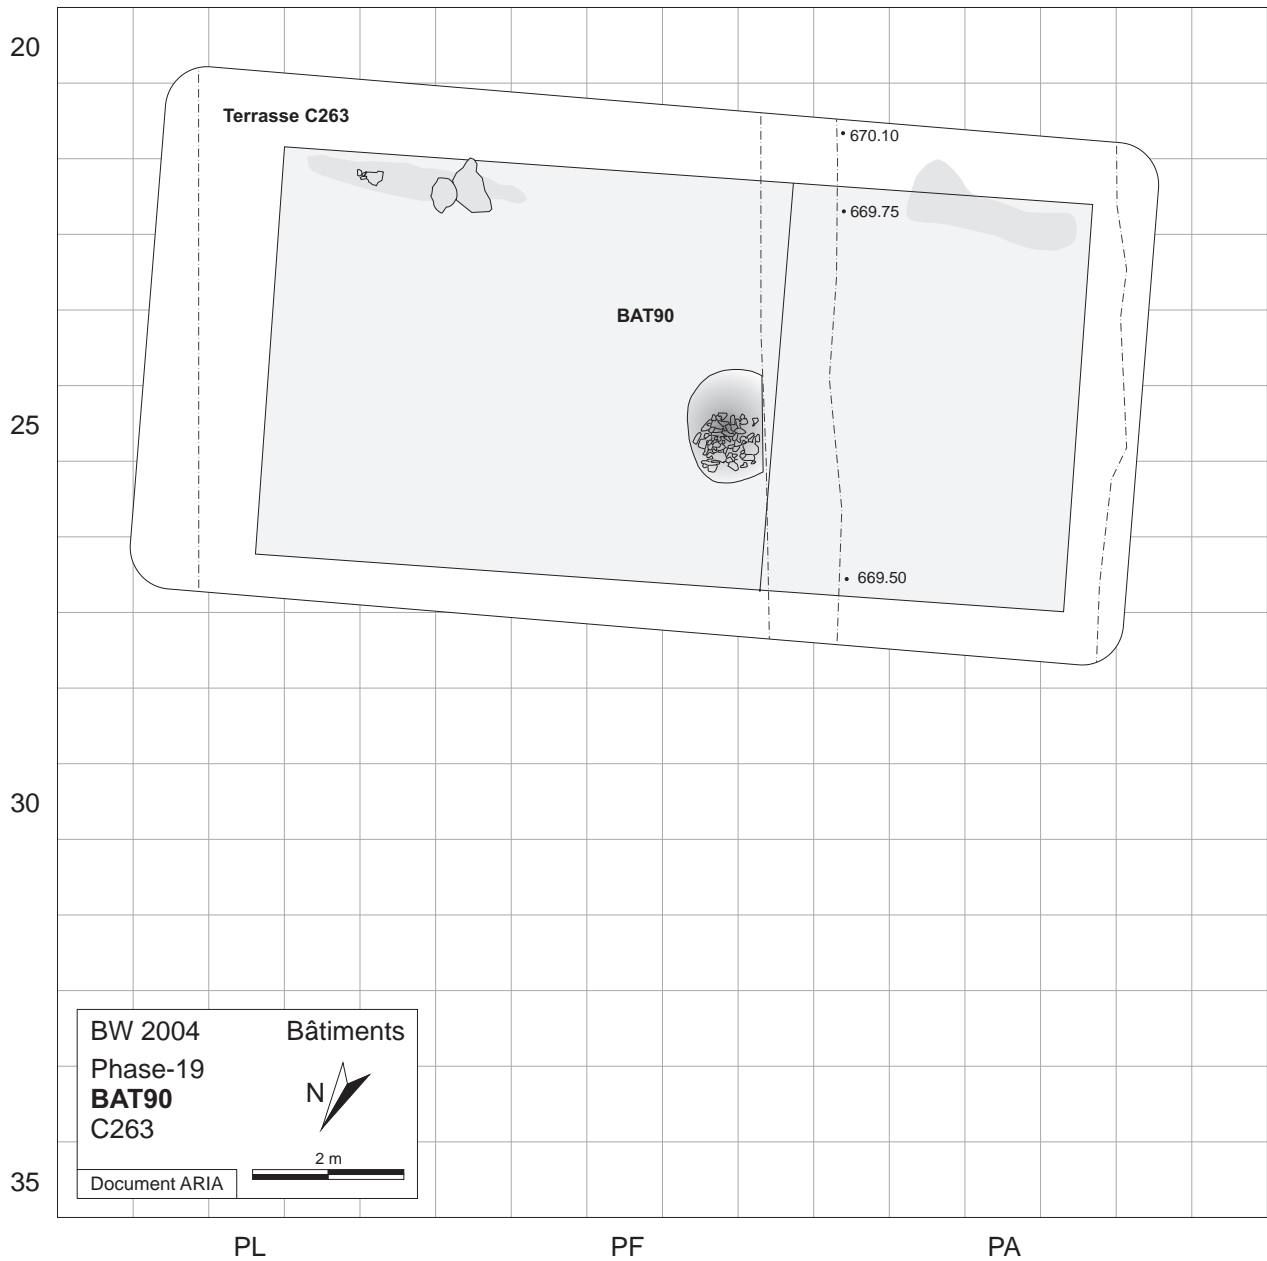 20
Terrasse C263
670.10
669.75
BAT90
25
669.50
30
BW 2004 Bâtiments
Phase-19
BAT90
C263
N
2 m
Document ARIA
35
PL PF PA